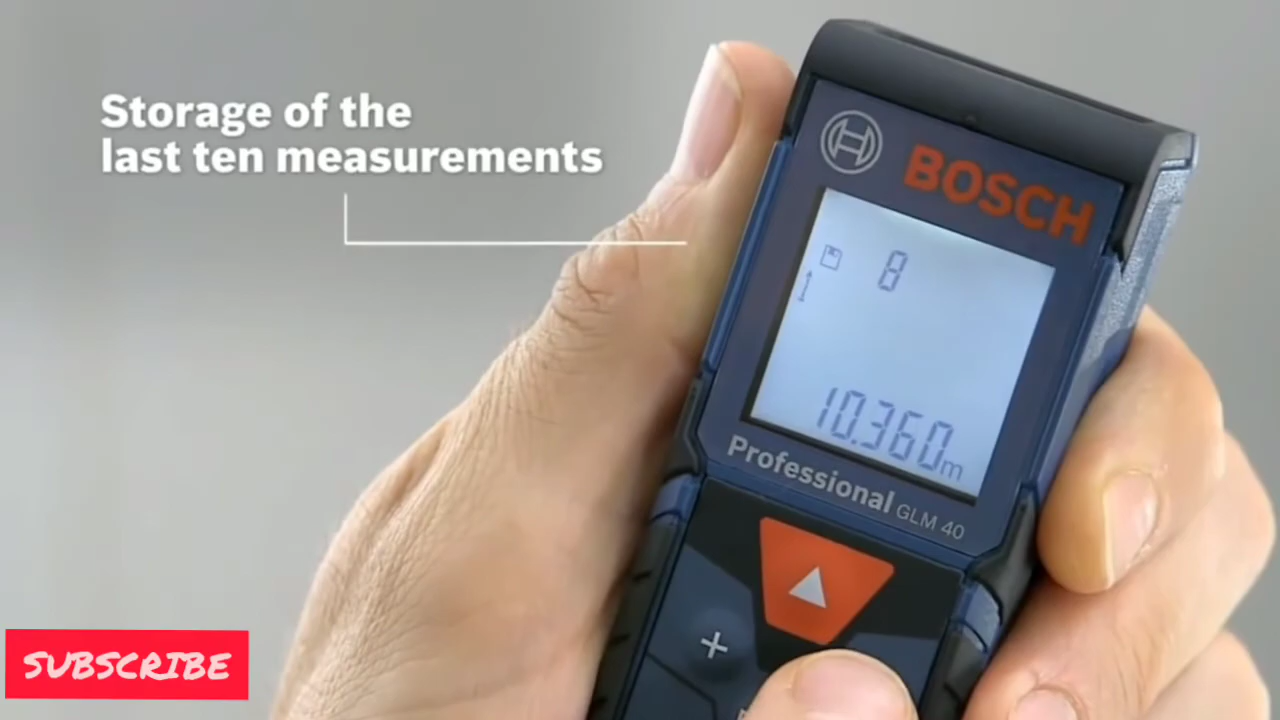 Storage of the
last ten measurements
BOSCH
8
10.360m
Professional GLM 40
+
SUBSCRIBE